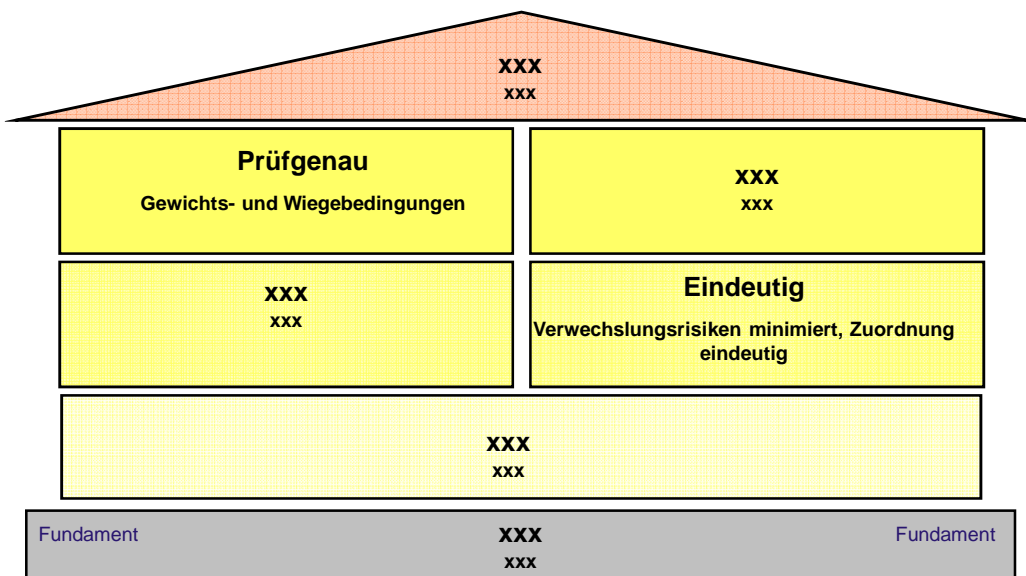 xxx
xxx
Prüfgenau
Gewichts- und Wiegebedingungen
xxx
xxx
xxx
xxx
Eindeutig
Verwechslungsrisiken minimiert, Zuordnung
eindeutig
xxx
xxx
Fundament
xxx
xxx
Fundament